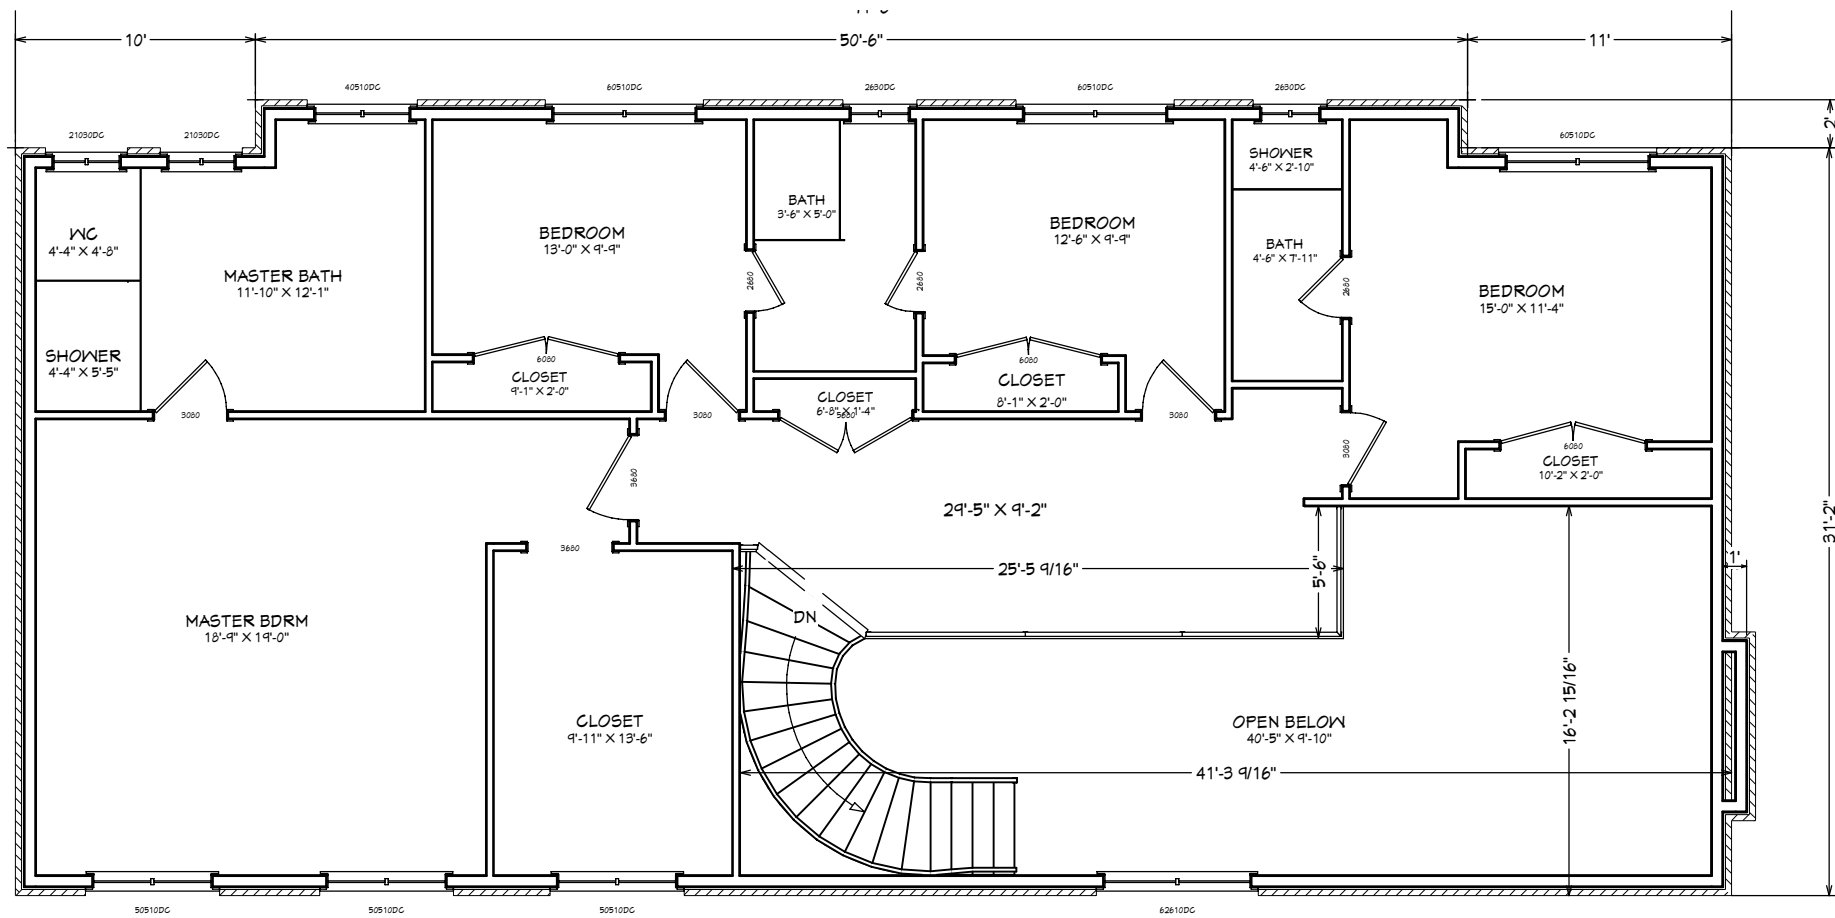 10'
50'-6"
11'
40510DC
60510DC
2630DC
60510DC
2630DC
21030DC
21030DC
60510DC
2'-
SHOWER
4'-6" X 2'-10"
BATH
3'-6" X 5'-0"
WC
4'-4" X 4'-8"
BEDROOM
13'-0" X 9'-9"
BEDROOM
12'-6" X 9'-9"
BATH
4'-6" X 7'-11"
MASTER BATH
11'-10" X 12'-1"
2680
2680
2680
BEDROOM
15'-0" X 11'-4"
SHOWER
4'-4" X 5'-5"
6080
CLOSET
9'-1" X 2'-0"
6080
CLOSET
8'-1" X 2'-0"
CLOSET
6'-8" X 1'-4"
3080
3080
3080
3080
6080
CLOSET
10'-2" X 2'-0"
3680
3680
29'-5" X 9'-2"
31'-2"
1'
25'-5 9/16"
5'-6"
DN
MASTER BDRM
18'-9" X 19'-0"
CLOSET
9'-11" X 13'-6"
OPEN BELOW
40'-5" X 9'-10"
16'-2 15/16"
41'-3 9/16"
50510DC
50510DC
50510DC
62610DC